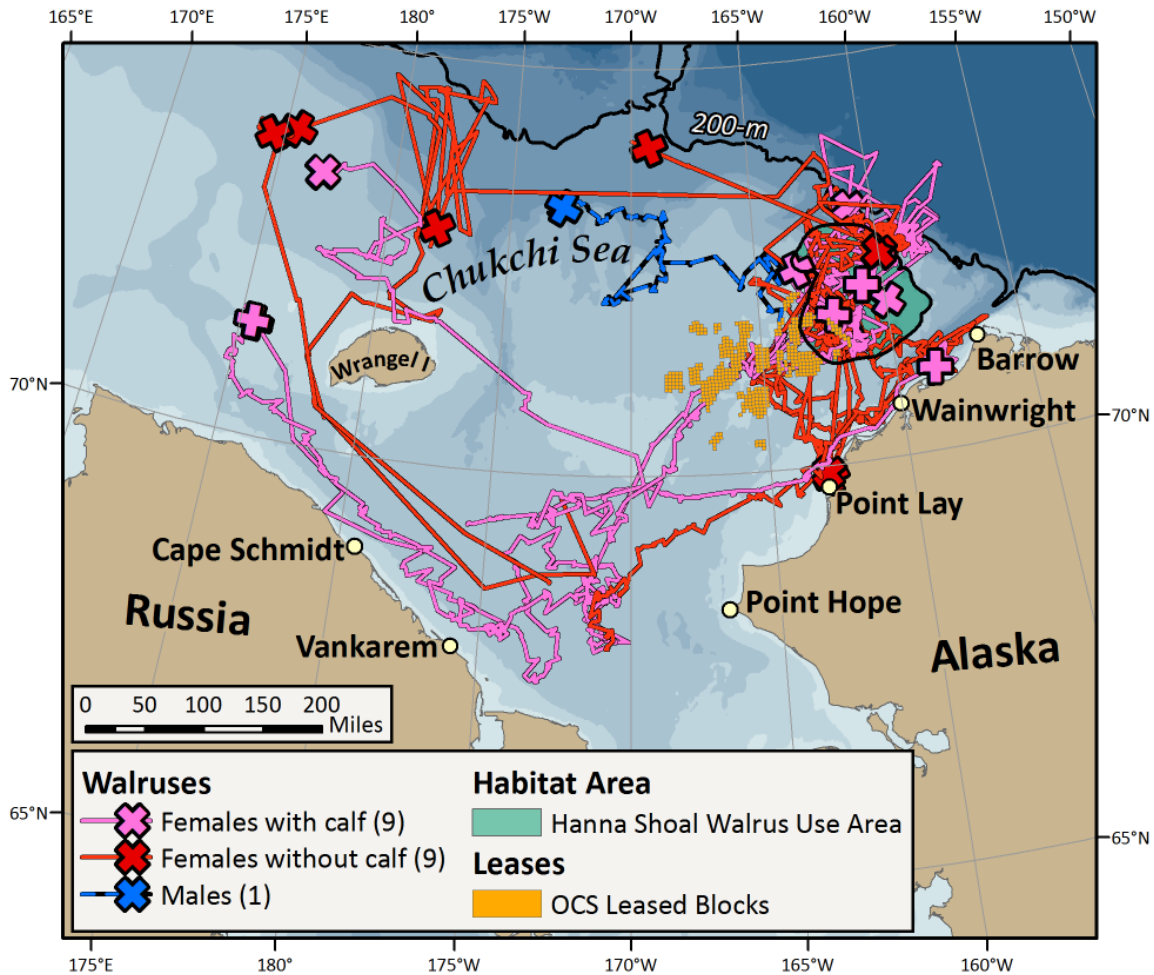 165°E 170°E 175°E 180° 175°W 170°W 165°W 160°W 155°W 150°W
200-m
Chukchi Sea
Wrangel I
70°N
Barrow
Wainwright
70°N
Point Lay
Cape Schmidt
Point Hope
Russia
Vankarem
Alaska
0 50 100 150 200
Miles
Walruses
Females with calf (9)
Females without calf (9)
Males (1)
Habitat Area
Hanna Shoal Walrus Use Area
Leases
OCS Leased Blocks
65°N
65°N
175°E 180° 175°W 170°W 165°W 160°W